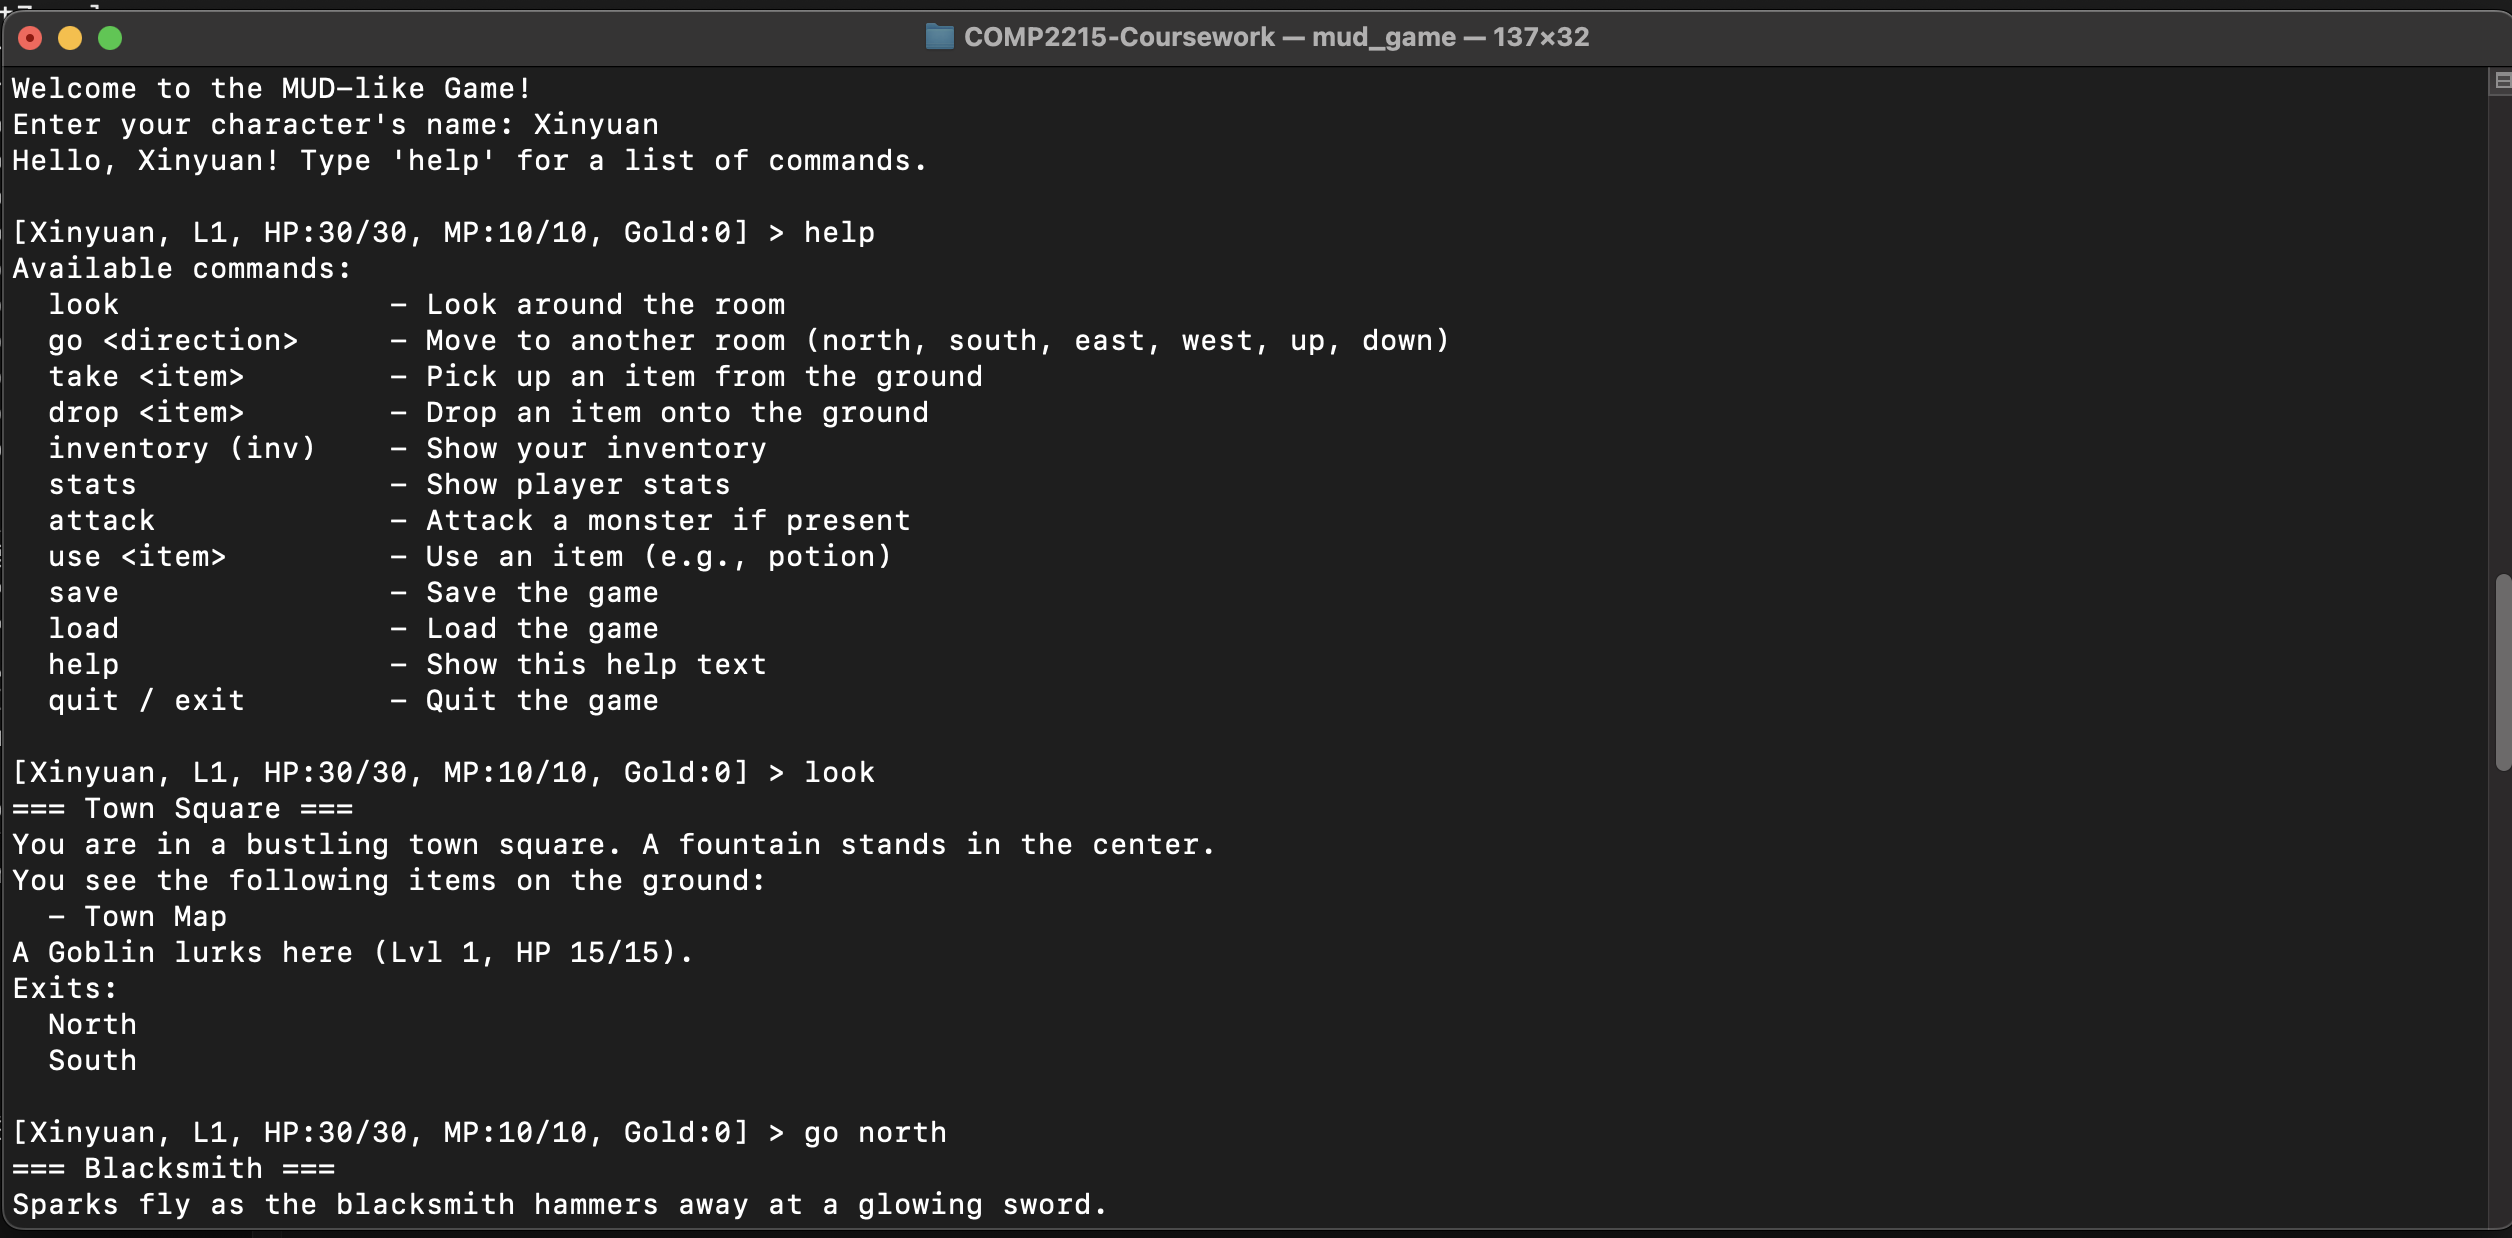 COMP2215-Coursework — mud_game — 137×32
Welcome to the MUD-like Game!
Enter your character's name: Xinyuan
Hello, Xinyuan! Type 'help' for a list of commands.
[Xinyuan, L1, HP:30/30, MP:10/10, Gold:0] > help
Available commands:
  look               - Look around the room
  go <direction>     - Move to another room (north, south, east, west, up, down)
  take <item>        - Pick up an item from the ground
  drop <item>        - Drop an item onto the ground
  inventory (inv)    - Show your inventory
  stats              - Show player stats
  attack             - Attack a monster if present
  use <item>         - Use an item (e.g., potion)
  save               - Save the game
  load               - Load the game
  help               - Show this help text
  quit / exit        - Quit the game
[Xinyuan, L1, HP:30/30, MP:10/10, Gold:0] > look
=== Town Square ===
You are in a bustling town square. A fountain stands in the center.
You see the following items on the ground:
  - Town Map
A Goblin lurks here (Lvl 1, HP 15/15).
Exits:
  North
  South
[Xinyuan, L1, HP:30/30, MP:10/10, Gold:0] > go north
=== Blacksmith ===
Sparks fly as the blacksmith hammers away at a glowing sword.